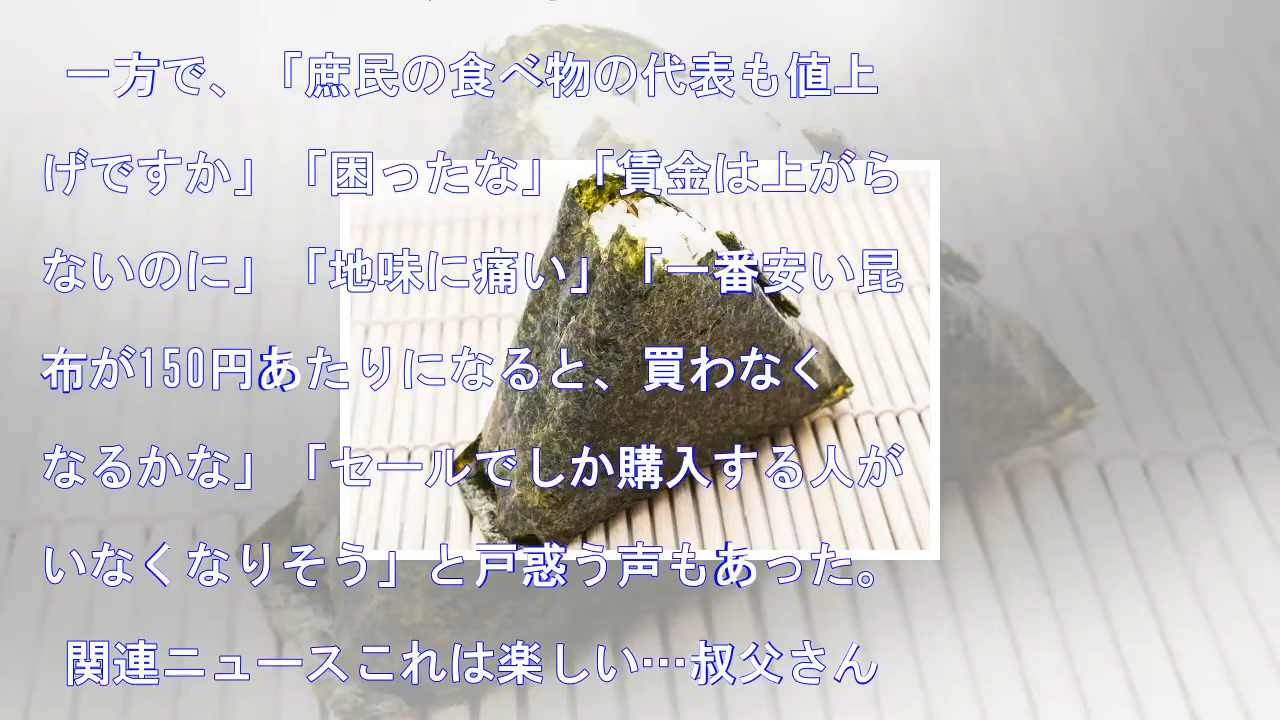 一方で、「庶民の食べ物の代表も値上
げですか」「困ったな」「賃金は上がら
ないのに」「地味に痛い」「一番安い昆
布が150円あたりになると、買わなく
なるかな」「セールでしか購入する人が
いなくなりそう」と戸惑う声もあった。
関連ニュースこれは楽しい…叔父さん